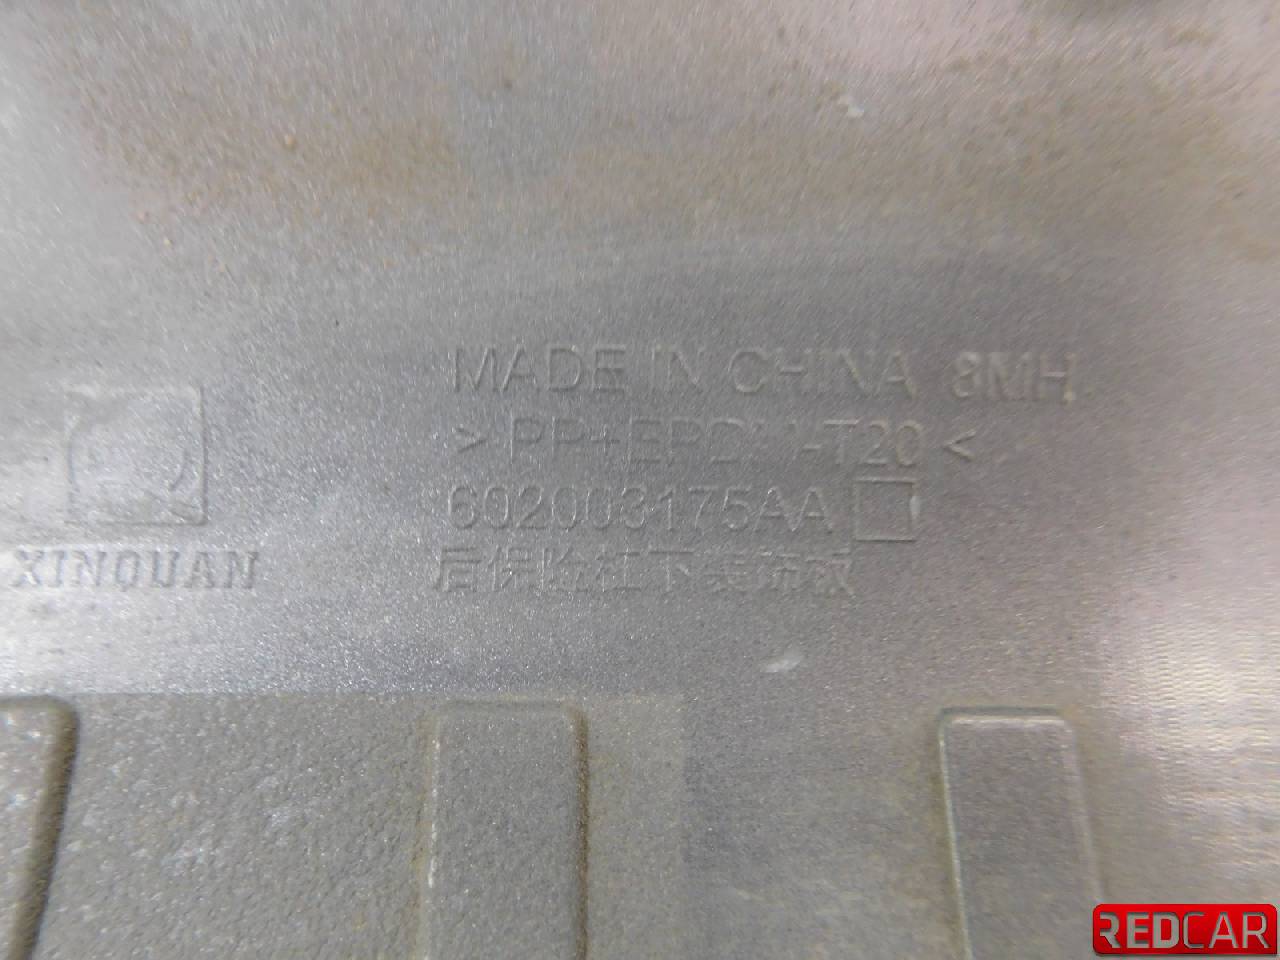 MADE IN CHINA 8MH
>PP+EPDM-T20<
602003175AA
XINQUAN
后保险杠下装饰板
REDCAR